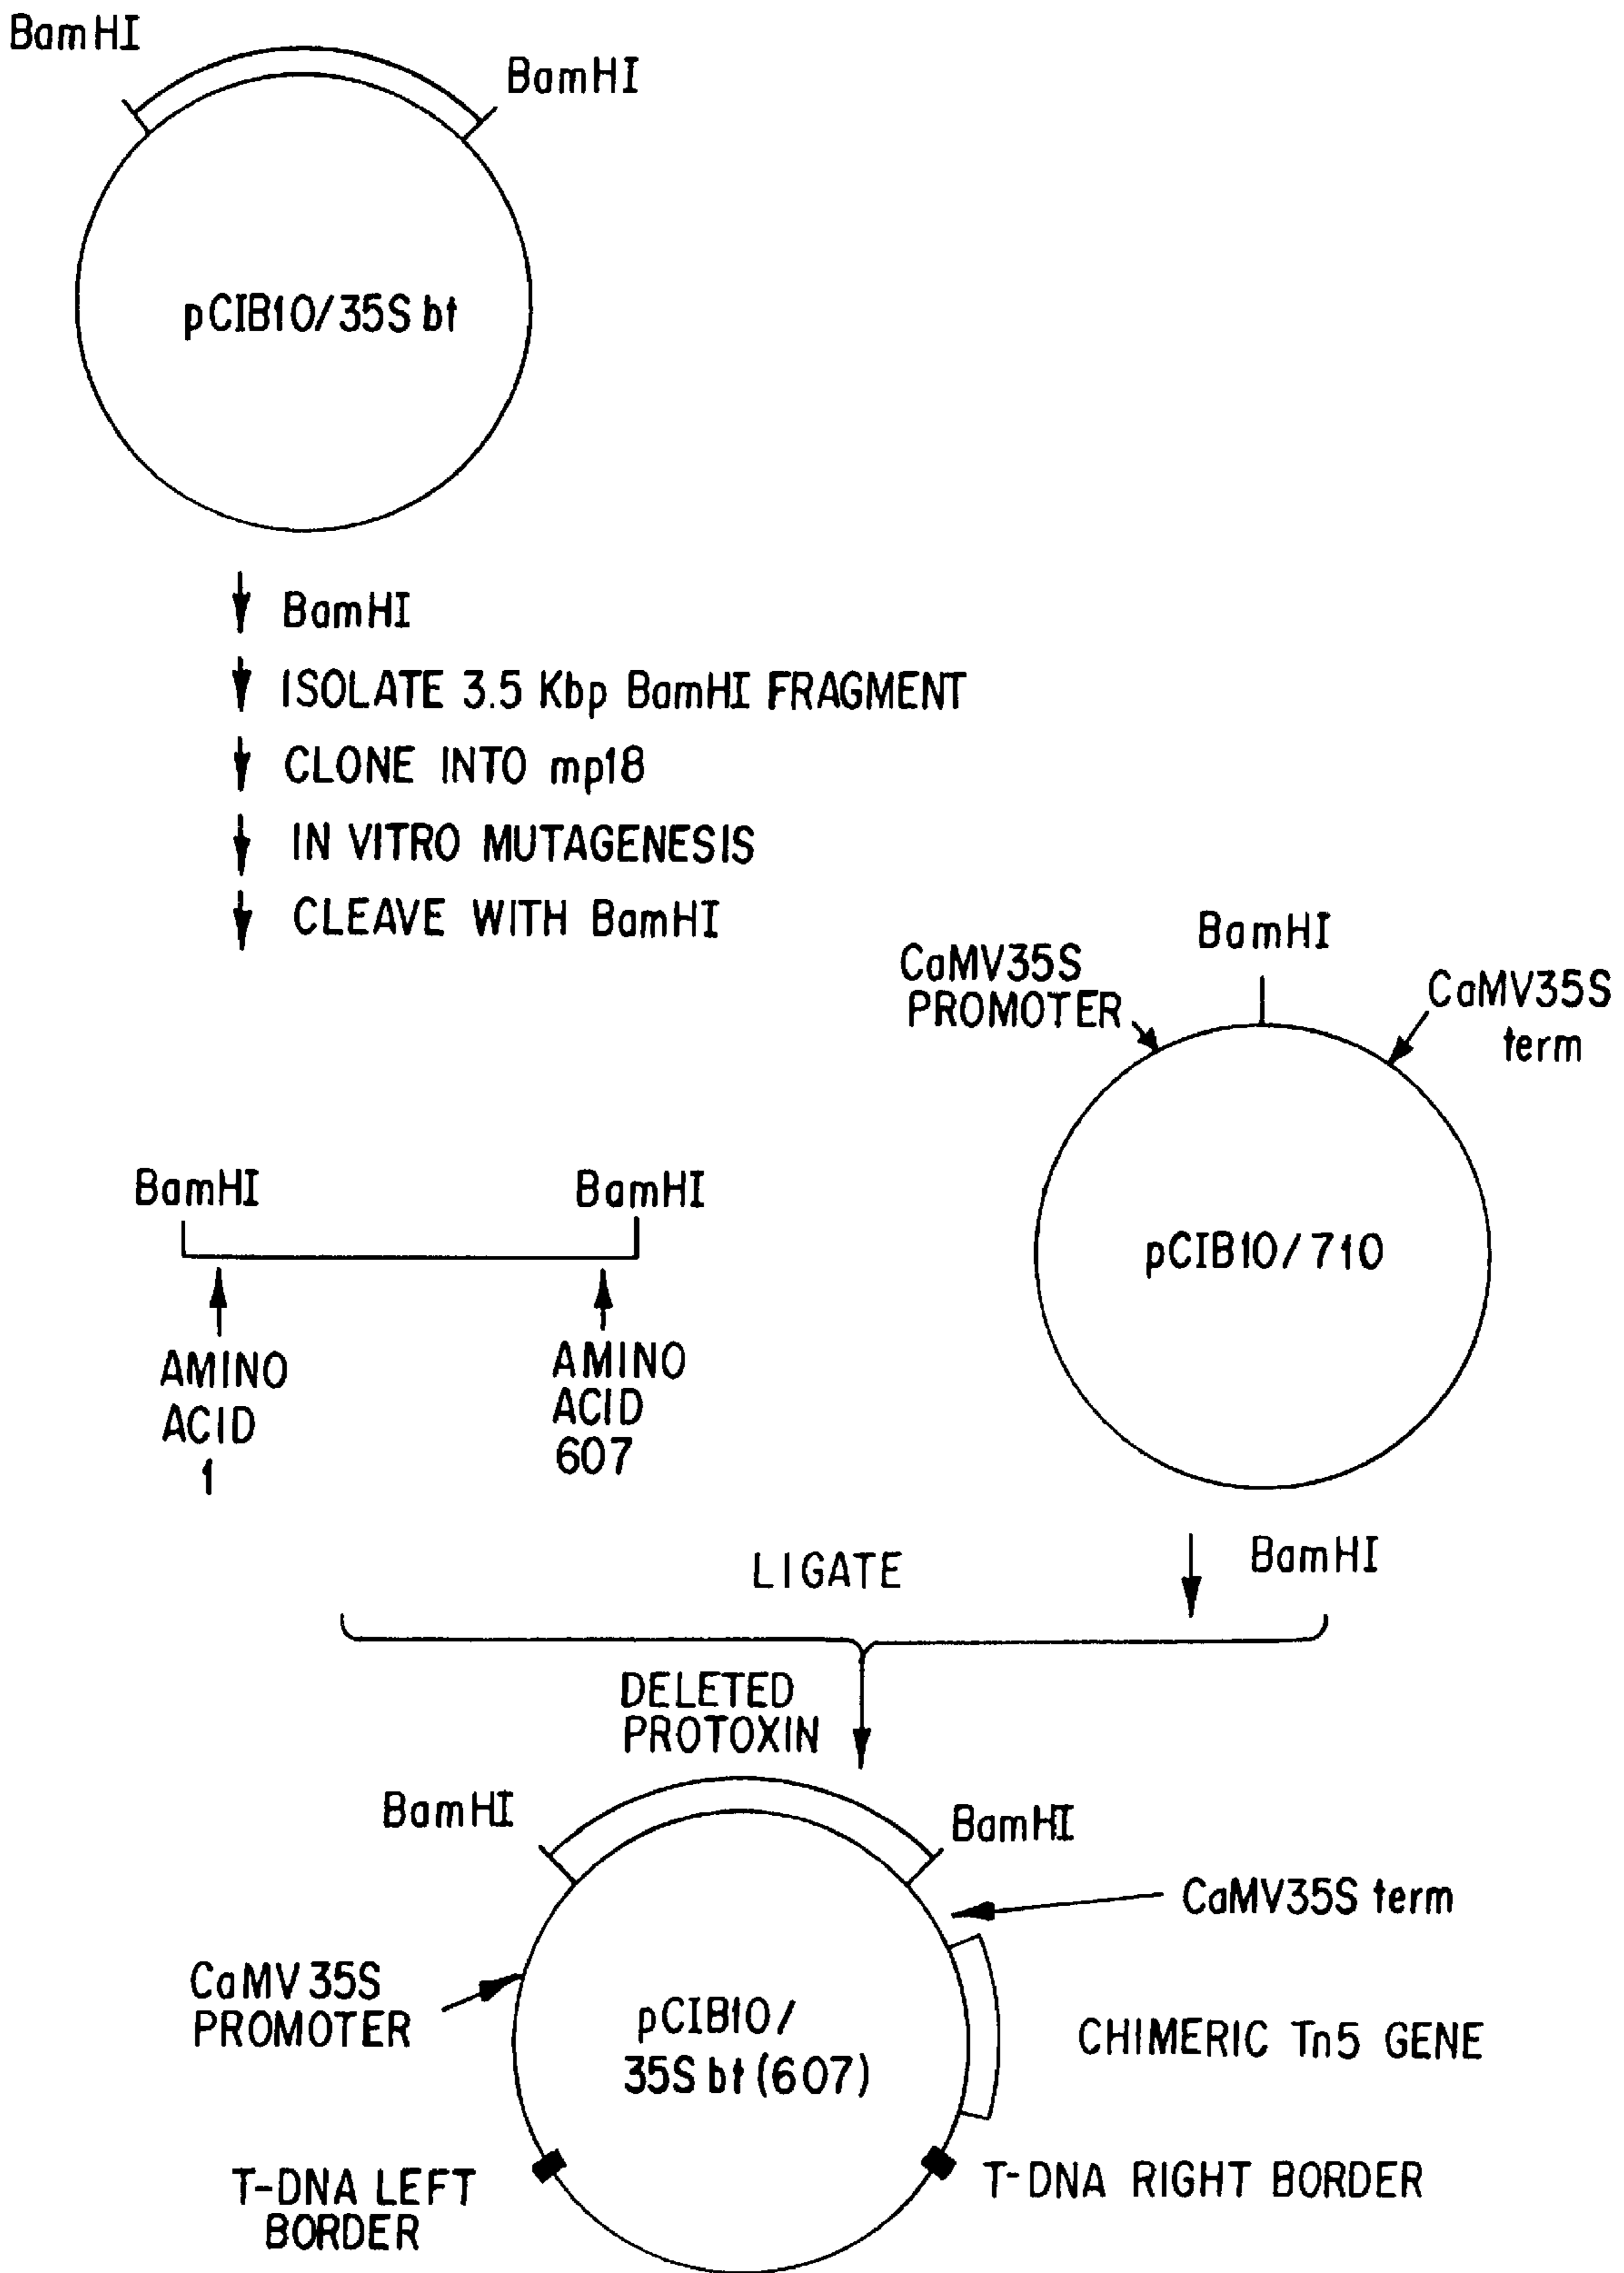 BamHI
BamHI
pCIB10/35S bt
BamHI
ISOLATE 3.5 Kbp BamHI FRAGMENT
CLONE INTO mp18
IN VITRO MUTAGENESIS
CLEAVE WITH BamHI
BamHI
CaMV35S
PROMOTER
CaMV35S
term
pCIB10/710
BamHI
BamHI
AMINO
ACID
1
AMINO
ACID
607
LIGATE
BamHI
DELETED
PROTOXIN
BamHI
BamHI
CaMV35S term
CaMV35S
PROMOTER
pCIB10/
35S bt (607)
CHIMERIC Tn5 GENE
T-DNA LEFT
BORDER
T-DNA RIGHT BORDER